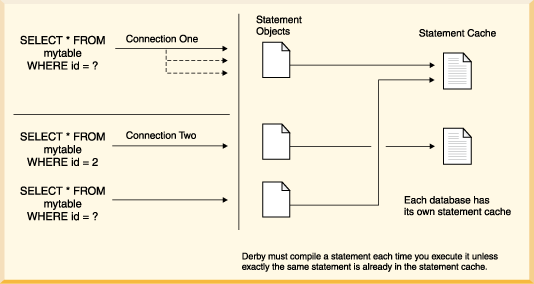 Statement
Objects
Statement Cache
SELECT * FROM
mytable
WHERE id = ?
Connection One
SELECT * FROM
mytable
WHERE id = 2
Connection Two
SELECT * FROM
mytable
WHERE id = ?
Each database has
its own statement cache
Derby must compile a statement each time you execute it unless
exactly the same statement is already in the statement cache.